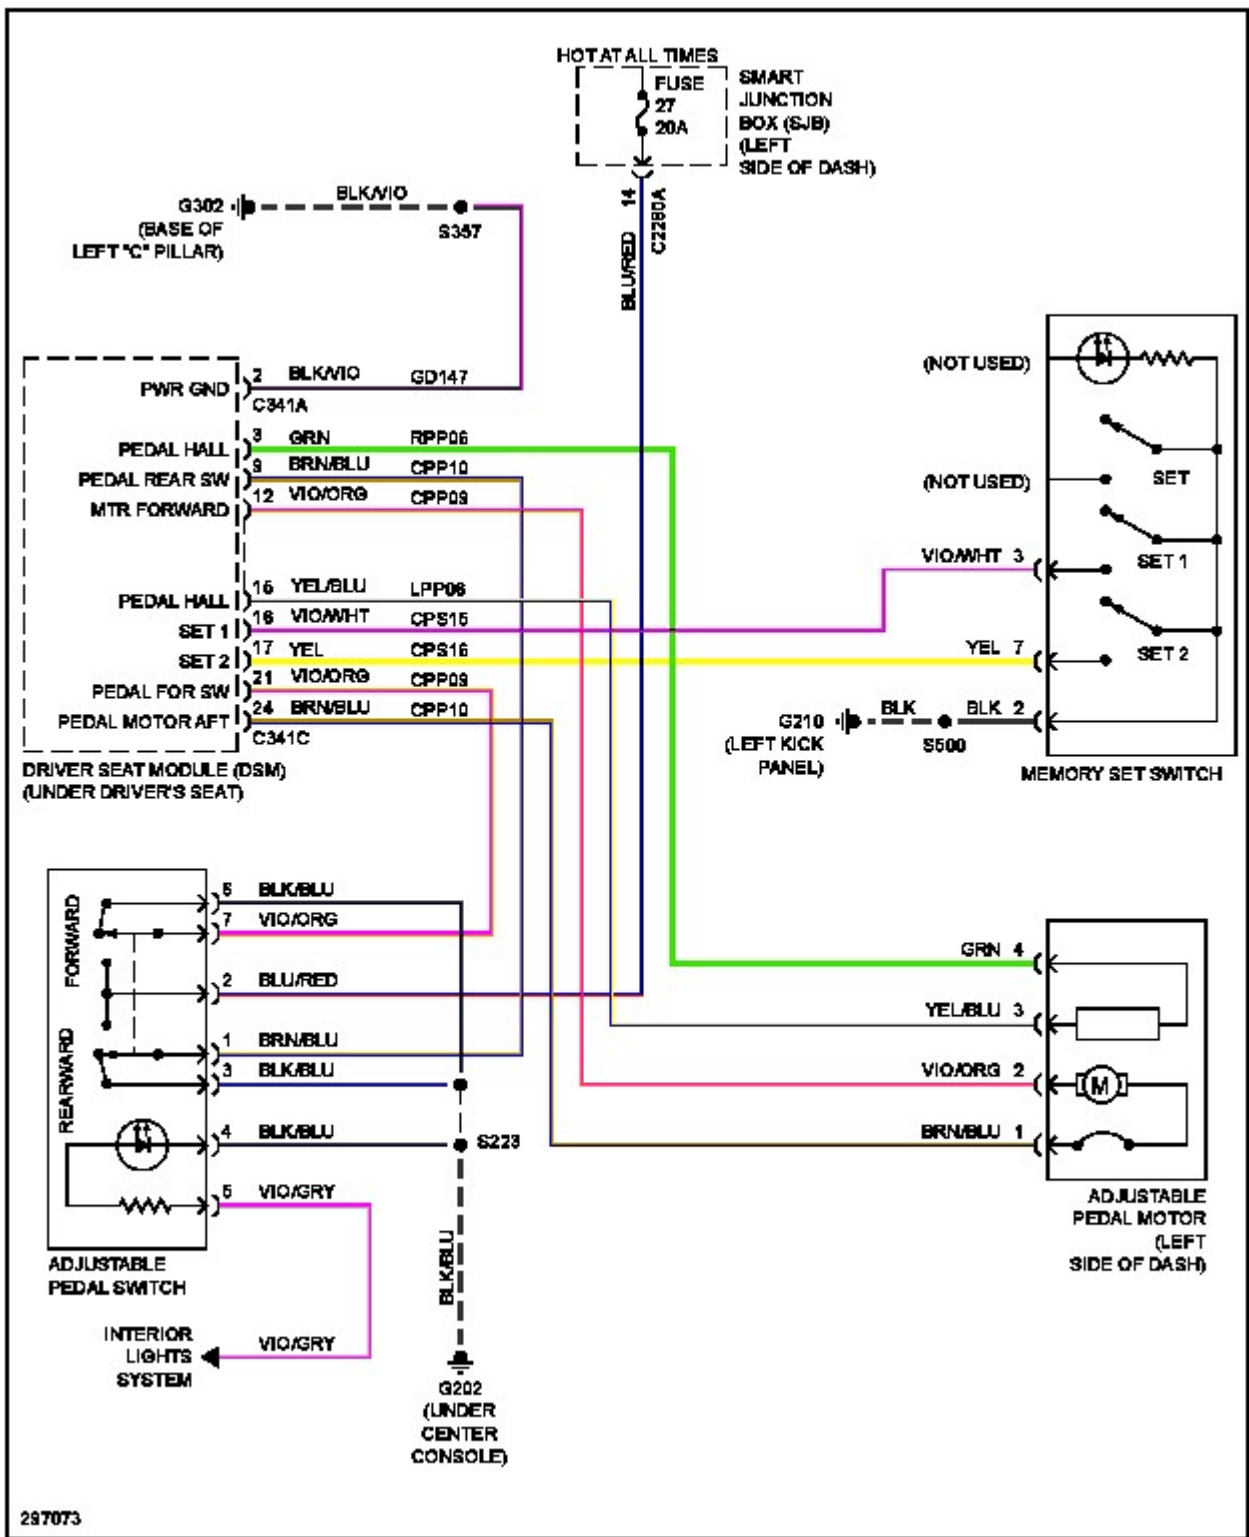 HOT AT ALL TIMES
FUSE
27
20A
SMART
JUNCTION
BOX (SJB)
(LEFT
SIDE OF DASH)
14
C2280A
BLU/RED
G302
(BASE OF
LEFT "C" PILLAR)
BLK/VIO
S357
PWR GND 2 BLK/VIO GD147
C341A
PEDAL HALL 3 GRN RPP06
PEDAL REAR SW 9 BRN/BLU CPP10
MTR FORWARD 12 VIO/ORG CPP09
PEDAL HALL 15 YEL/BLU LPP06
SET 1 16 VIO/WHT CPS15
SET 2 17 YEL CPS16
PEDAL FOR SW 21 VIO/ORG CPP09
PEDAL MOTOR AFT 24 BRN/BLU CPP10
C341C
DRIVER SEAT MODULE (DSM)
(UNDER DRIVER'S SEAT)
(NOT USED)
SET
(NOT USED)
SET 1
VIO/WHT 3
SET 2
YEL 7
G210
(LEFT KICK
PANEL)
BLK
S500
BLK 2
MEMORY SET SWITCH
FORWARD
REARWARD
6 BLK/BLU
7 VIO/ORG
2 BLU/RED
1 BRN/BLU
3 BLK/BLU
4 BLK/BLU
S223
5 VIO/GRY
ADJUSTABLE
PEDAL SWITCH
INTERIOR
LIGHTS
SYSTEM
VIO/GRY
BLK/BLU
G202
(UNDER
CENTER
CONSOLE)
GRN 4
YEL/BLU 3
VIO/ORG 2
M
BRN/BLU 1
ADJUSTABLE
PEDAL MOTOR
(LEFT
SIDE OF DASH)
297073